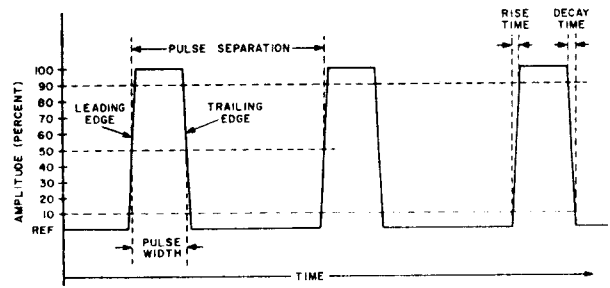 RISE
TIME
DECAY
TIME
PULSE SEPARATION
AMPLITUDE (PERCENT)
100
90
80
70
60
50
40
30
20
10
REF
LEADING
EDGE
TRAILING
EDGE
PULSE
WIDTH
TIME